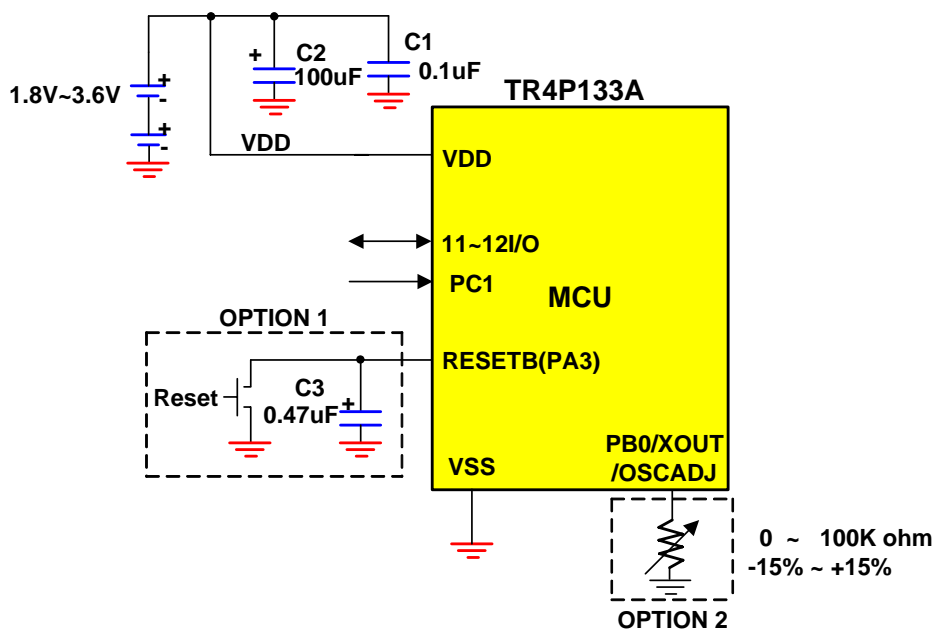 C2
100uF
C1
0.1uF
+
1.8V~3.6V
+
-
+
-
VDD
TR4P133A
VDD
11~12I/O
PC1
MCU
OPTION 1
RESETB(PA3)
Reset
C3
0.47uF
+
VSS
PB0/XOUT
/OSCADJ
0 ~ 100K ohm
-15% ~ +15%
OPTION 2